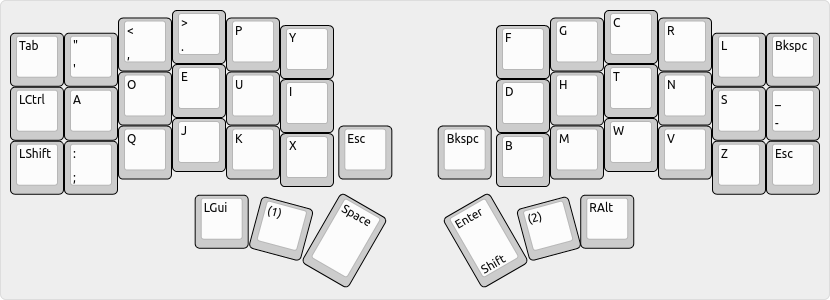 Tab
"
'
<
,
>
.
P
Y
F
G
C
R
L
Bkspc
LCtrl
A
O
E
U
I
D
H
T
N
S
_
-
LShift
:
;
Q
J
K
X
Esc
Bkspc
B
M
W
V
Z
Esc
LGui
(1)
Space
Enter
Shift
(2)
RAlt